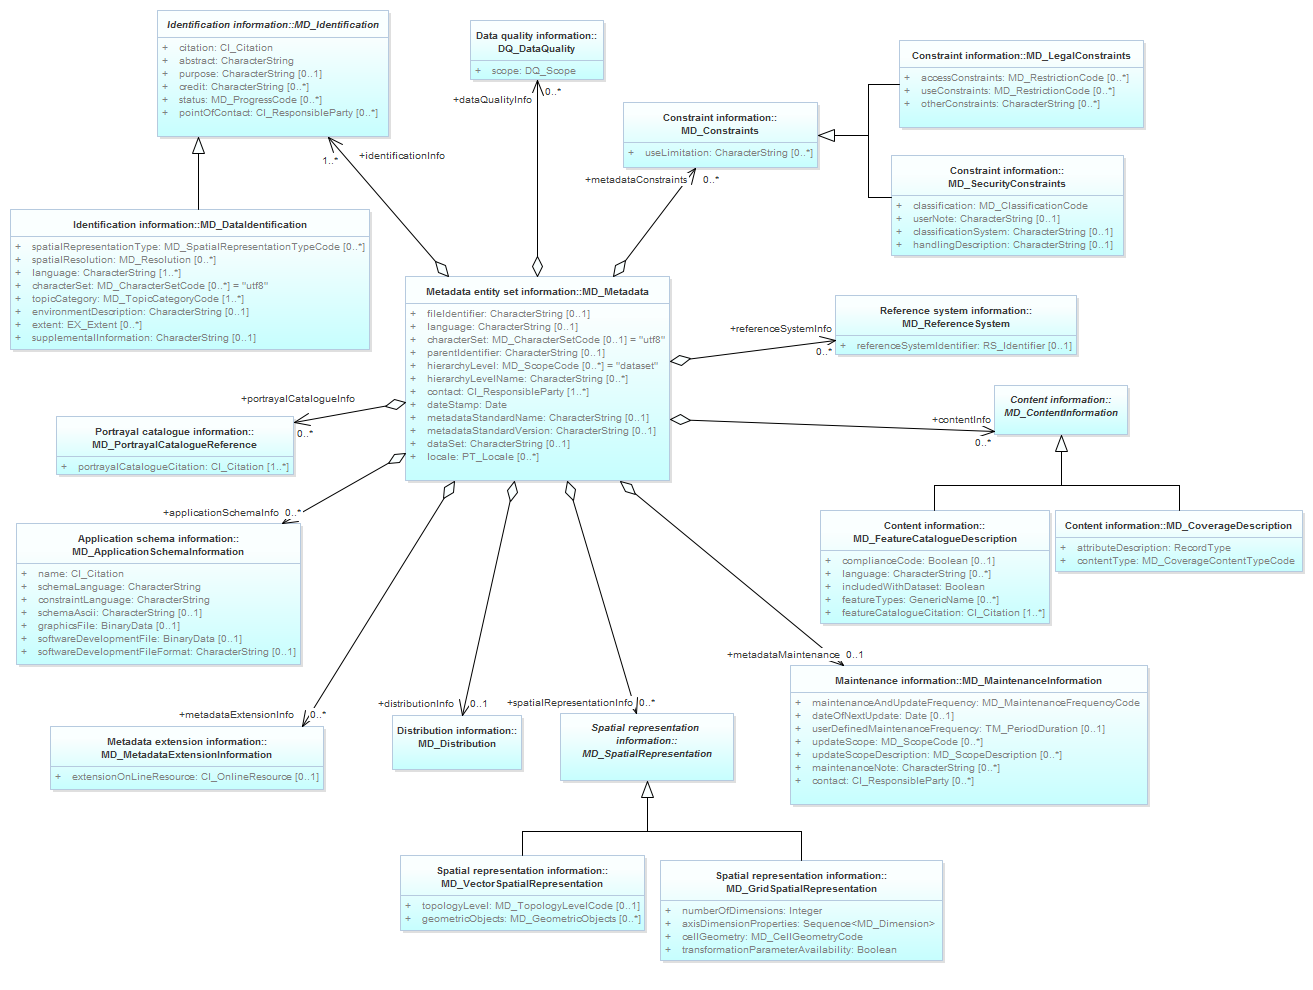 Identification information::MD_Identification
+ citation: CI_Citation
+ abstract: CharacterString
+ purpose: CharacterString [0..1]
+ credit: CharacterString [0..*]
+ status: MD_ProgressCode [0..*]
+ pointOfContact: CI_ResponsibleParty [0..*]
Data quality information::
DQ_DataQuality
+ scope: DQ_Scope
+dataQualityInfo
0..*
Constraint information::MD_LegalConstraints
+ accessConstraints: MD_RestrictionCode [0..*]
+ useConstraints: MD_RestrictionCode [0..*]
+ otherConstraints: CharacterString [0..*]
Constraint information::
MD_Constraints
+ useLimitation: CharacterString [0..*]
+metadataConstraints
0..*
1..*
+identificationInfo
Constraint information::
MD_SecurityConstraints
+ classification: MD_ClassificationCode
+ userNote: CharacterString [0..1]
+ classificationSystem: CharacterString [0..1]
+ handlingDescription: CharacterString [0..1]
Identification information::MD_DataIdentification
+ spatialRepresentationType: MD_SpatialRepresentationTypeCode [0..*]
+ spatialResolution: MD_Resolution [0..*]
+ language: CharacterString [1..*]
+ characterSet: MD_CharacterSetCode [0..*] = "utf8"
+ topicCategory: MD_TopicCategoryCode [1..*]
+ environmentDescription: CharacterString [0..1]
+ extent: EX_Extent [0..*]
+ supplementalInformation: CharacterString [0..1]
Metadata entity set information::MD_Metadata
+ fileIdentifier: CharacterString [0..1]
+ language: CharacterString [0..1]
+ characterSet: MD_CharacterSetCode [0..1] = "utf8"
+ parentIdentifier: CharacterString [0..1]
+ hierarchyLevel: MD_ScopeCode [0..*] = "dataset"
+ hierarchyLevelName: CharacterString [0..*]
+ contact: CI_ResponsibleParty [1..*]
+ dateStamp: Date
+ metadataStandardName: CharacterString [0..1]
+ metadataStandardVersion: CharacterString [0..1]
+ dataSet: CharacterString [0..1]
+ locale: PT_Locale [0..*]
+referenceSystemInfo
0..*
Reference system information::
MD_ReferenceSystem
+ referenceSystemIdentifier: RS_Identifier [0..1]
+portrayalCatalogueInfo
0..*
Portrayal catalogue information::
MD_PortrayalCatalogueReference
+ portrayalCatalogueCitation: CI_Citation [1..*]
+contentInfo
0..*
Content information::
MD_ContentInformation
+applicationSchemaInfo 0..*
Application schema information::
MD_ApplicationSchemaInformation
+ name: CI_Citation
+ schemaLanguage: CharacterString
+ constraintLanguage: CharacterString
+ schemaAscii: CharacterString [0..1]
+ graphicsFile: BinaryData [0..1]
+ softwareDevelopmentFile: BinaryData [0..1]
+ softwareDevelopmentFileFormat: CharacterString [0..1]
Content information::
MD_FeatureCatalogueDescription
+ complianceCode: Boolean [0..1]
+ language: CharacterString [0..*]
+ includedWithDataset: Boolean
+ featureTypes: GenericName [0..*]
+ featureCatalogueCitation: CI_Citation [1..*]
Content information::MD_CoverageDescription
+ attributeDescription: RecordType
+ contentType: MD_CoverageContentTypeCode
+metadataMaintenance 0..1
Maintenance information::MD_MaintenanceInformation
+ maintenanceAndUpdateFrequency: MD_MaintenanceFrequencyCode
+ dateOfNextUpdate: Date [0..1]
+ userDefinedMaintenanceFrequency: TM_PeriodDuration [0..1]
+ updateScope: MD_ScopeCode [0..*]
+ updateScopeDescription: MD_ScopeDescription [0..*]
+ maintenanceNote: CharacterString [0..*]
+ contact: CI_ResponsibleParty [0..*]
+metadataExtensionInfo 0..*
Metadata extension information::
MD_MetadataExtensionInformation
+ extensionOnLineResource: CI_OnlineResource [0..1]
+distributionInfo 0..1
Distribution information::
MD_Distribution
+spatialRepresentationInfo 0..*
Spatial representation
information::
MD_SpatialRepresentation
Spatial representation information::
MD_VectorSpatialRepresentation
+ topologyLevel: MD_TopologyLevelCode [0..1]
+ geometricObjects: MD_GeometricObjects [0..*]
Spatial representation information::
MD_GridSpatialRepresentation
+ numberOfDimensions: Integer
+ axisDimensionProperties: Sequence<MD_Dimension>
+ cellGeometry: MD_CellGeometryCode
+ transformationParameterAvailability: Boolean